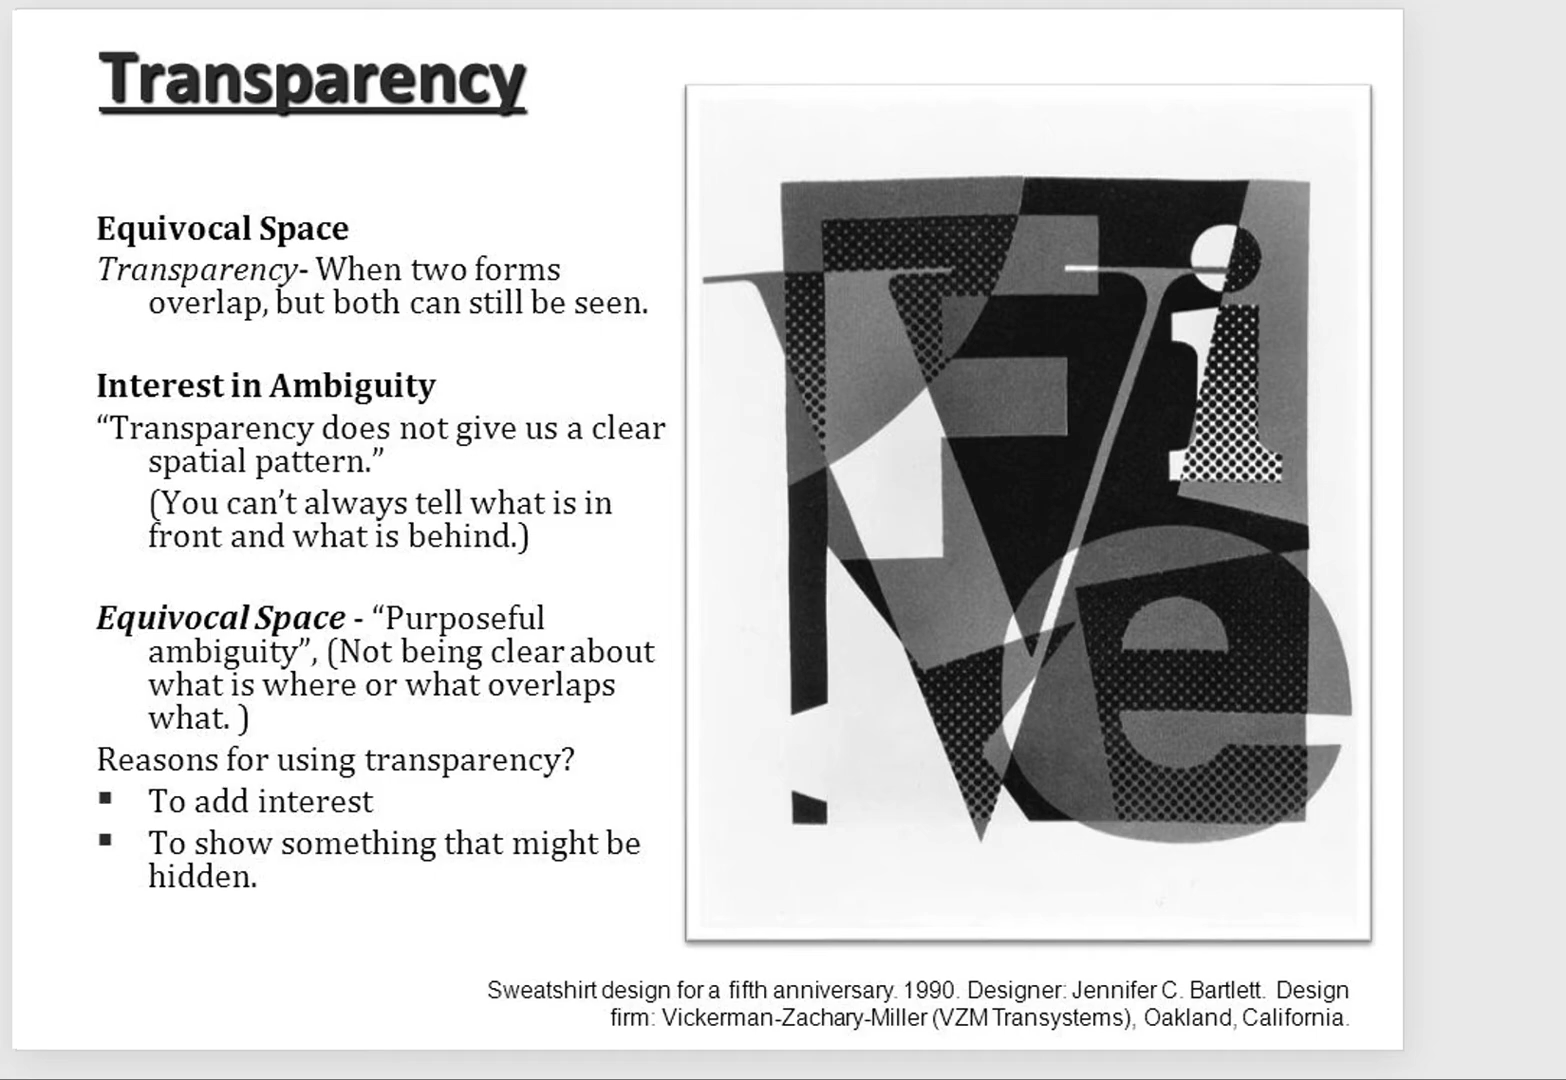 Transparency
Equivocal Space
Transparency- When two forms
overlap, but both can still be seen.
Interest in Ambiguity
“Transparency does not give us a clear
spatial pattern.”
(You can’t always tell what is in
front and what is behind.)
Equivocal Space - “Purposeful
ambiguity”, (Not being clear about
what is where or what overlaps
what. )
Reasons for using transparency?
▪ To add interest
▪ To show something that might be
hidden.
Five
Sweatshirt design for a fifth anniversary. 1990. Designer: Jennifer C. Bartlett. Design
firm: Vickerman-Zachary-Miller (VZM Transystems), Oakland, California.